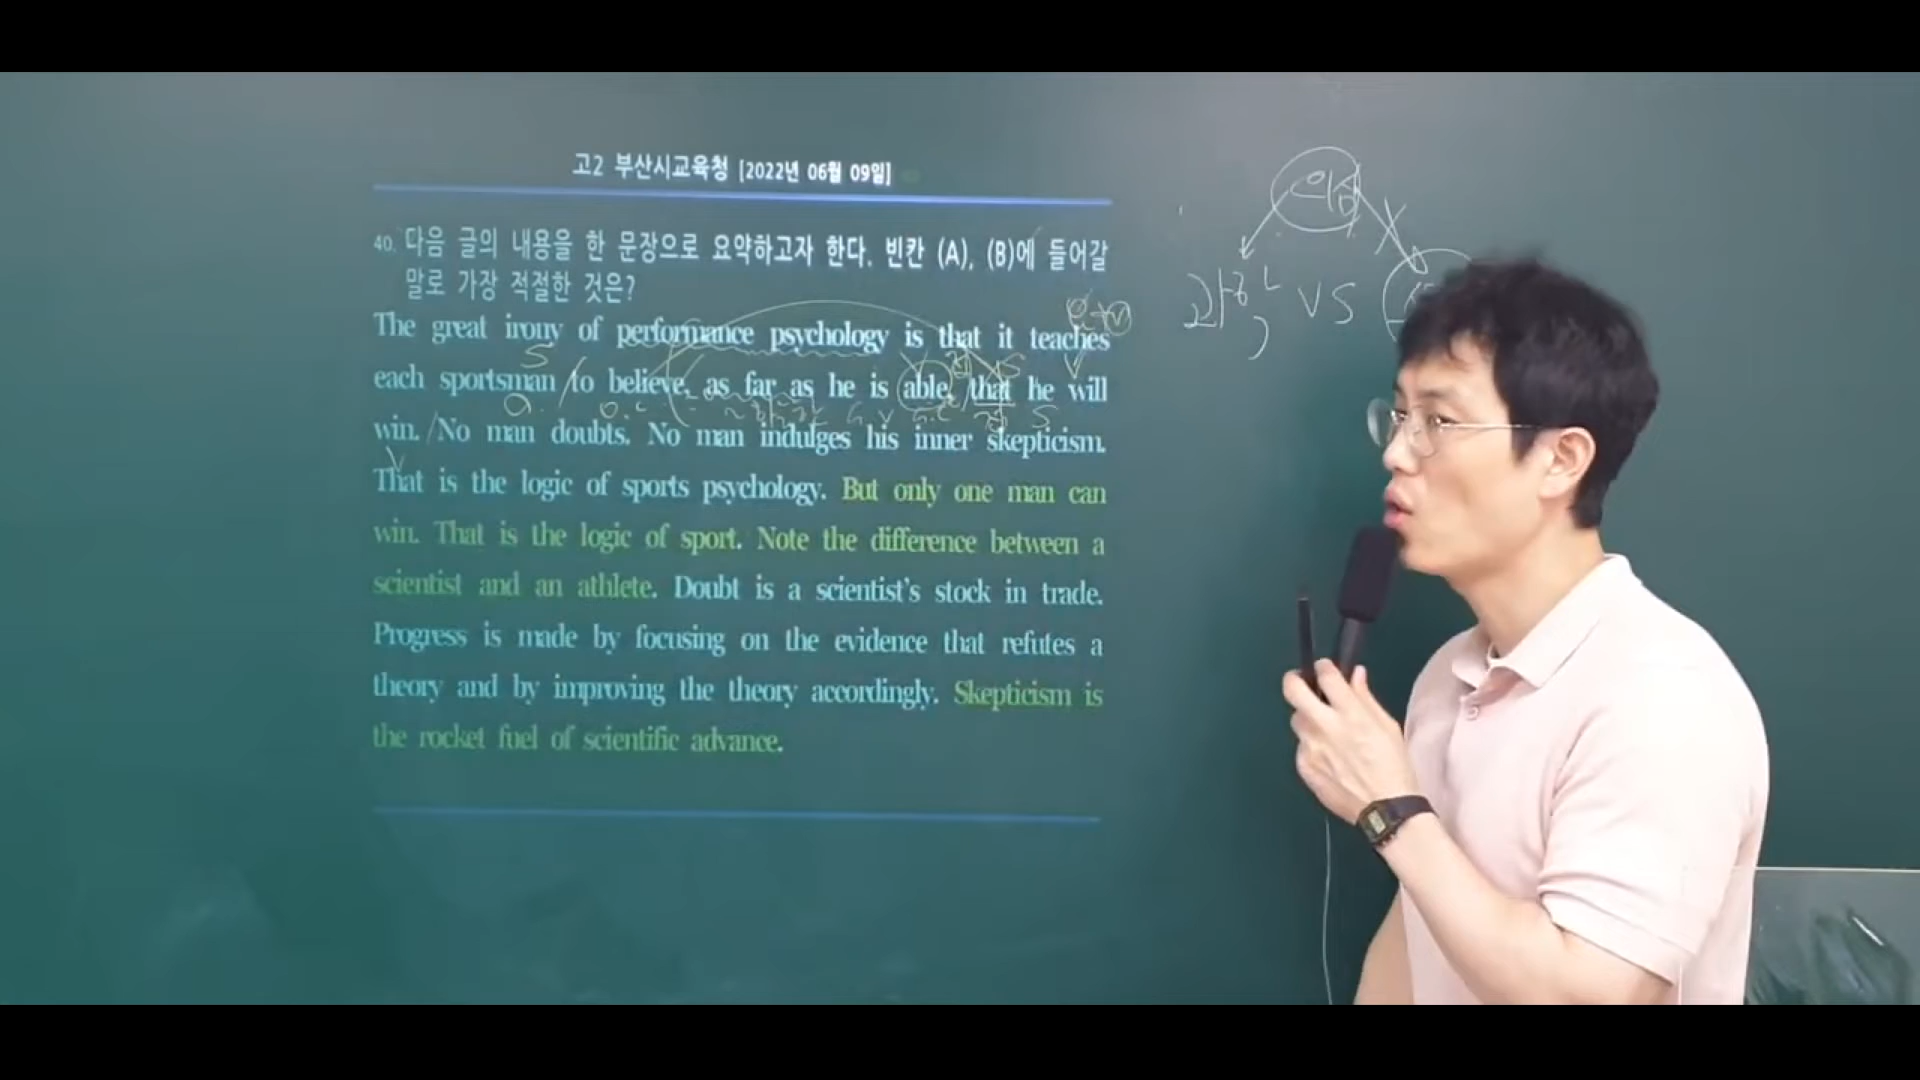 고2 부산시교육청 [2022년 06월 09일]
40. 다음 글의 내용을 한 문장으로 요약하고자 한다. 빈칸 (A), (B)에 들어갈
말로 가장 적절한 것은?
The great irony of performance psychology is that it teaches
each sportsman to believe, as far as he is able, that he will
win. No man doubts. No man indulges his inner skepticism.
That is the logic of sports psychology. But only one man can
win. That is the logic of sport. Note the difference between a
scientist and an athlete. Doubt is a scientist's stock in trade.
Progress is made by focusing on the evidence that refutes a
theory and by improving the theory accordingly. Skepticism is
the rocket fuel of scientific advance.
의심
과학 VS